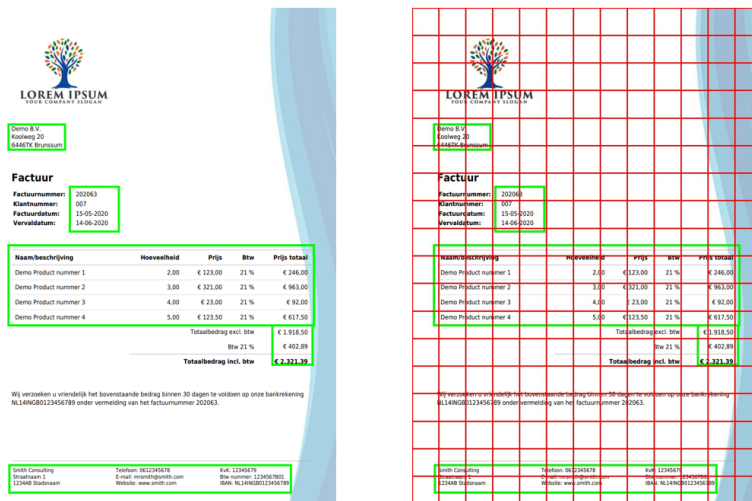 LOREM IPSUM
YOUR COMPANY SLOGAN
Demo B.V.
Koolweg 20
6446TK Brunssum
Factuur
Factuurnummer: 202063
Klantnummer: 007
Factuurdatum: 15-05-2020
Vervaldatum: 14-06-2020
Naam/beschrijving Hoeveelheid Prijs Btw Prijs totaal
Demo Product nummer 1 2,00 € 123,00 21 % € 246,00
Demo Product nummer 2 3,00 € 321,00 21 % € 963,00
Demo Product nummer 3 4,00 € 23,00 21 % € 92,00
Demo Product nummer 4 5,00 € 123,50 21 % € 617,50
Totaalbedrag excl. btw € 1.918,50
Btw 21 % € 402,89
Totaalbedrag incl. btw € 2.321,39
Wij verzoeken u vriendelijk het bovenstaande bedrag binnen 30 dagen te voldoen op onze bankrekening
NL14INGB0123456789 onder vermelding van het factuurnummer 202063.
Smith Consulting Telefoon: 0612345678 KvK: 12345679
Straatnaam 1 E-mail: mrsmith@smith.com Btw nummer: 1234567B01
1234AB Stadsnaam Website: www.smith.com IBAN: NL14INGB0123456789
LOREM IPSUM
YOUR COMPANY SLOGAN
Demo B.V.
Koolweg 20
6446TK Brunssum
Factuur
Factuurnummer: 202063
Klantnummer: 007
Factuurdatum: 15-05-2020
Vervaldatum: 14-06-2020
Naam/beschrijving Hoeveelheid Prijs Btw Prijs totaal
Demo Product nummer 1 2,00 € 123,00 21 % € 246,00
Demo Product nummer 2 3,00 € 321,00 21 % € 963,00
Demo Product nummer 3 4,00 € 23,00 21 % € 92,00
Demo Product nummer 4 5,00 € 123,50 21 % € 617,50
Totaalbedrag excl. btw € 1.918,50
Btw 21 % € 402,89
Totaalbedrag incl. btw € 2.321,39
Wij verzoeken u vriendelijk het bovenstaande bedrag binnen 30 dagen te voldoen op onze bankrekening
NL14INGB0123456789 onder vermelding van het factuurnummer 202063.
Smith Consulting Telefoon: 0612345678 KvK: 12345679
Straatnaam 1 E-mail: mrsmith@smith.com Btw nummer: 1234567B01
1234AB Stadsnaam Website: www.smith.com IBAN: NL14INGB0123456789